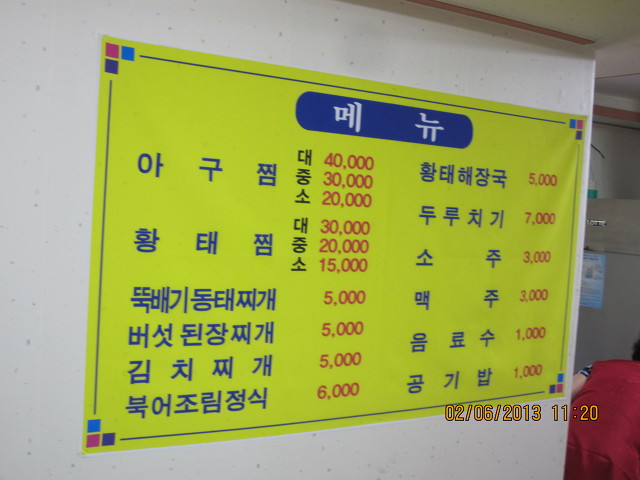 메뉴
아구찜 대 40,000
중 30,000
소 20,000
황태찜 대 30,000
중 20,000
소 15,000
뚝배기동태찌개 5,000
버섯된장찌개 5,000
김치찌개 5,000
북어조림정식 6,000
황태해장국 5,000
두루치기 7,000
소주 3,000
맥주 3,000
음료수 1,000
공기밥 1,000
02/06/2013 11:20